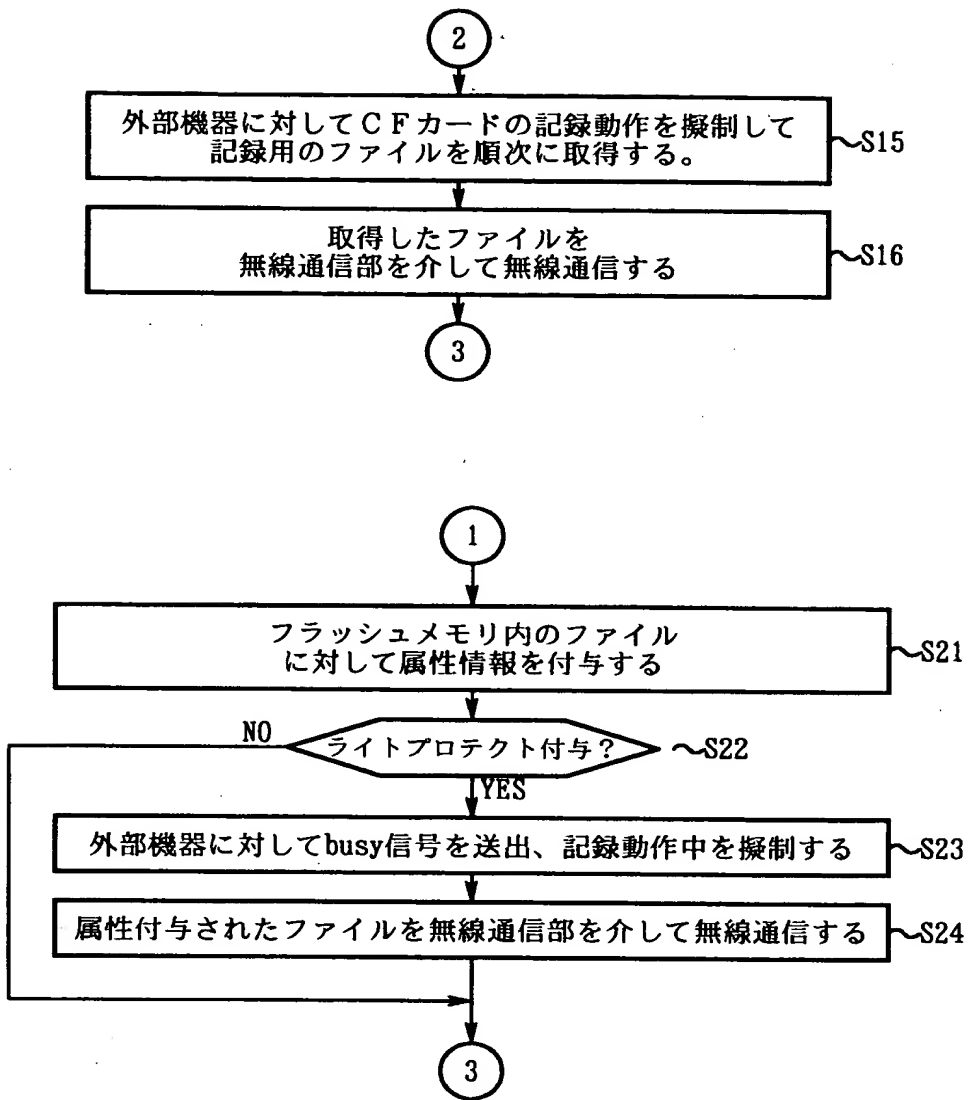 2
外部機器に対してＣＦカードの記録動作を擬制して
記録用のファイルを順次に取得する。
S15
取得したファイルを
無線通信部を介して無線通信する
S16
3
1
フラッシュメモリ内のファイル
に対して属性情報を付与する
S21
NO
ライトプロテクト付与？
S22
YES
外部機器に対してbusy信号を送出、記録動作中を擬制する
S23
属性付与されたファイルを無線通信部を介して無線通信する
S24
3